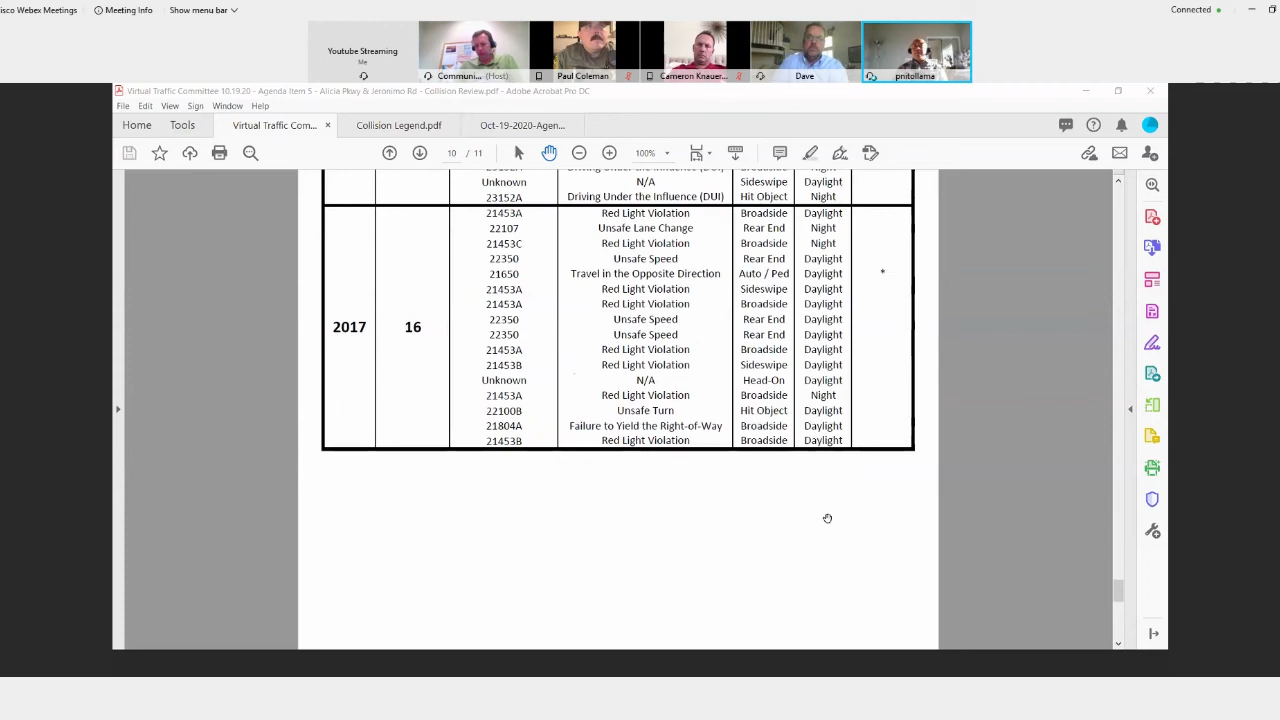 isco Webex Meetings Meeting Info Show menu bar Connected
Youtube Streaming
Me
Communi... (Host) Paul Coleman Cameron Knauer... Dave pnitollama
Virtual Traffic Committee 10.19.20 - Agenda Item 5 - Alicia Pkwy & Jeronimo Rd - Collision Review.pdf - Adobe Acrobat Pro DC
File Edit View Sign Window Help
Home Tools Virtual Traffic Com... × Collision Legend.pdf Oct-19-2020-Agen...
10 / 11 100%
23152A Driving Under the Influence (DUI) Broadside Night
Unknown N/A Sideswipe Daylight
23152A Driving Under the Influence (DUI) Hit Object Night
21453A Red Light Violation Broadside Daylight
22107 Unsafe Lane Change Rear End Night
21453C Red Light Violation Broadside Night
22350 Unsafe Speed Rear End Daylight
21650 Travel in the Opposite Direction Auto / Ped Daylight *
21453A Red Light Violation Sideswipe Daylight
21453A Red Light Violation Broadside Daylight
22350 Unsafe Speed Rear End Daylight
2017 16
22350 Unsafe Speed Rear End Daylight
21453A Red Light Violation Broadside Daylight
21453B Red Light Violation Sideswipe Daylight
Unknown N/A Head-On Daylight
21453A Red Light Violation Broadside Night
22100B Unsafe Turn Hit Object Daylight
21804A Failure to Yield the Right-of-Way Broadside Daylight
21453B Red Light Violation Broadside Daylight